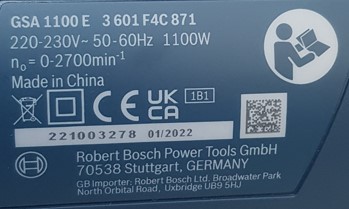 GSA 1100 E 3 601 F4C 871
220-230V~ 50-60Hz 1100W
n₀ = 0-2700min⁻¹
Made in China
CE UK CA 1B1
221003278 01/2022
BOSCH
Robert Bosch Power Tools GmbH
70538 Stuttgart, GERMANY
GB Importer: Robert Bosch Ltd. Broadwater Park
North Orbital Road, Uxbridge UB9 5HJ